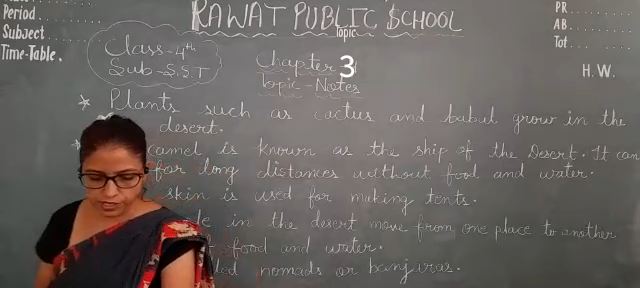 RAWAT PUBLIC SCHOOL
Period
Subject
Time-Table.
Topic
PR
AB
Tot
H.W.
Class-4th
Sub-S.S.T
Chapter 3
Topic-Notes
* Plants such as cactus and babul grow in the
desert.
camel is known as the ship of the Desert. It can
for long distances without food and water.
skin is used for making tents.
in the desert move from one place to another
food and water.
nomads or banjaras.